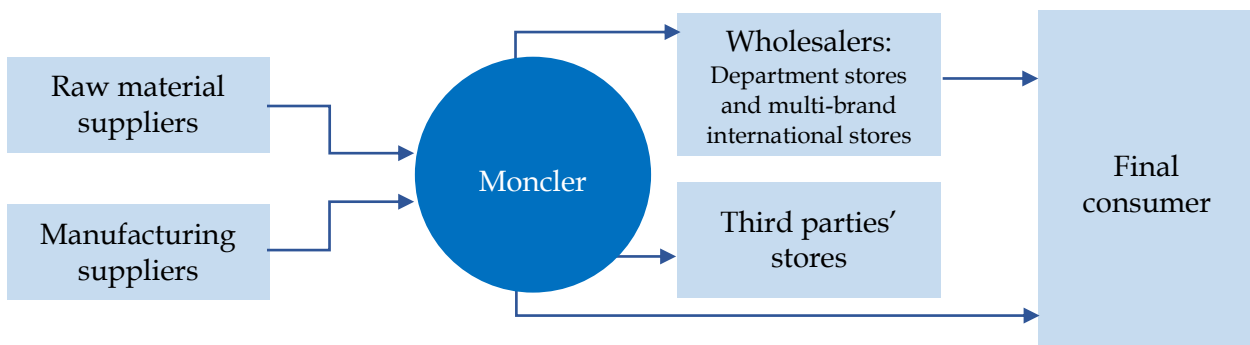 Raw material
suppliers
Manufacturing
suppliers
Moncler
Wholesalers:
Department stores
and multi-brand
international stores
Third parties’
stores
Final
consumer